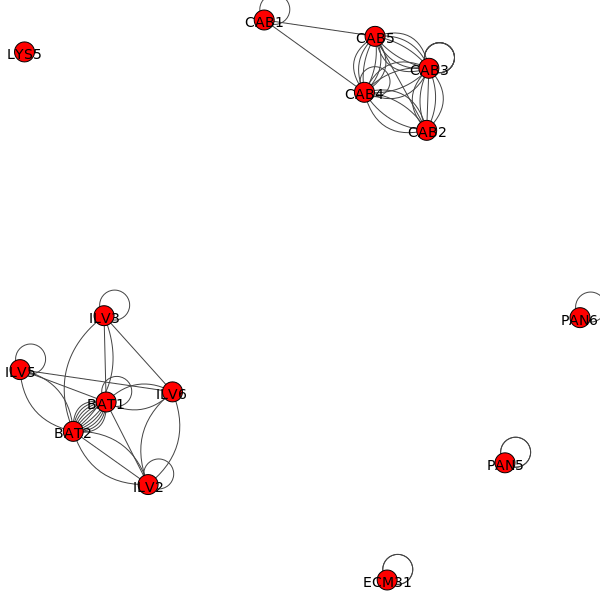 CAB1
CAB5
LYS5
CAB3
CAB4
CAB2
ILV3
PAN6
ILV5
ILV6
BAT1
BAT2
PAN5
ILV2
ECM31